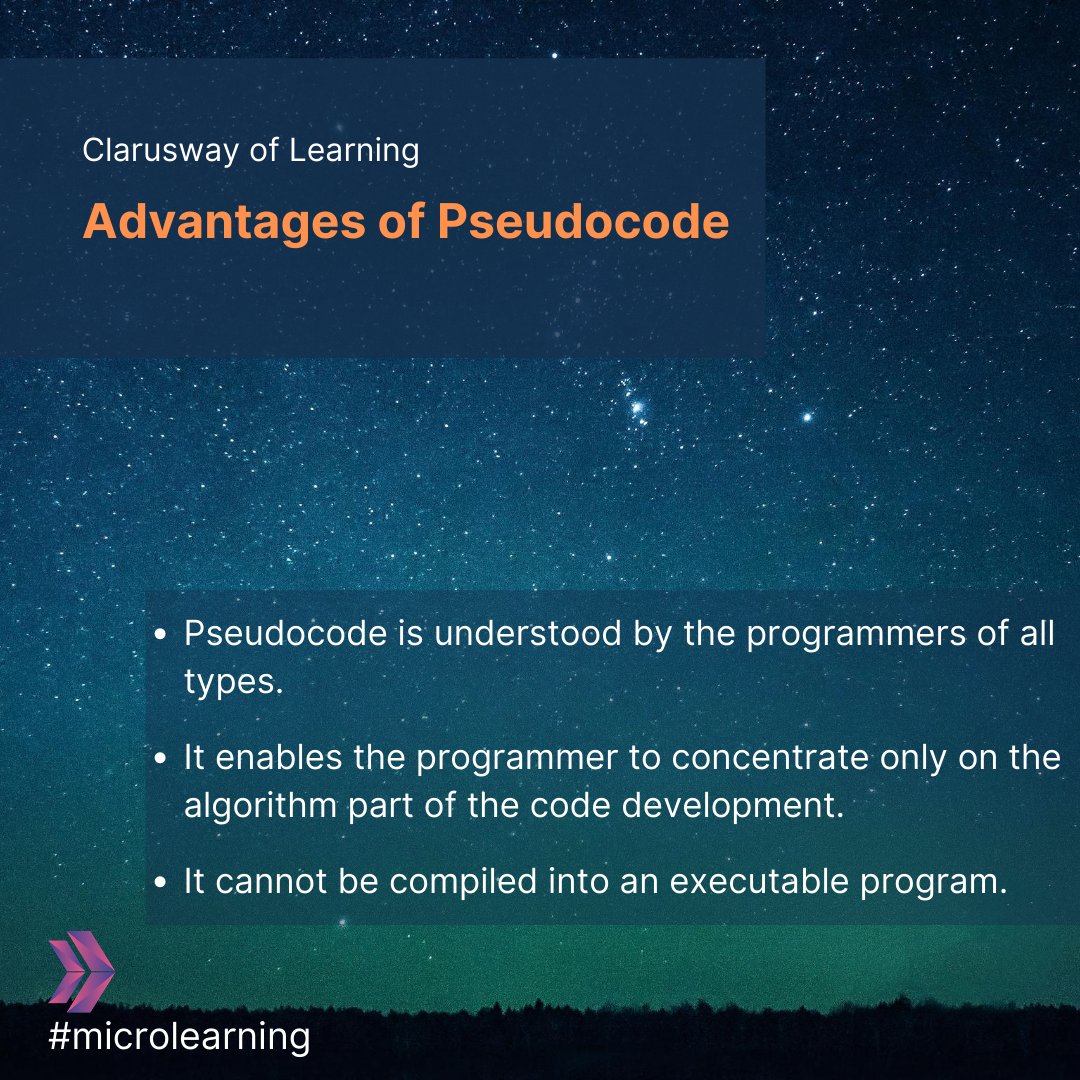 Clarusway of Learning
Advantages of Pseudocode
• Pseudocode is understood by the programmers of all
types.
• It enables the programmer to concentrate only on the
algorithm part of the code development.
• It cannot be compiled into an executable program.
#microlearning